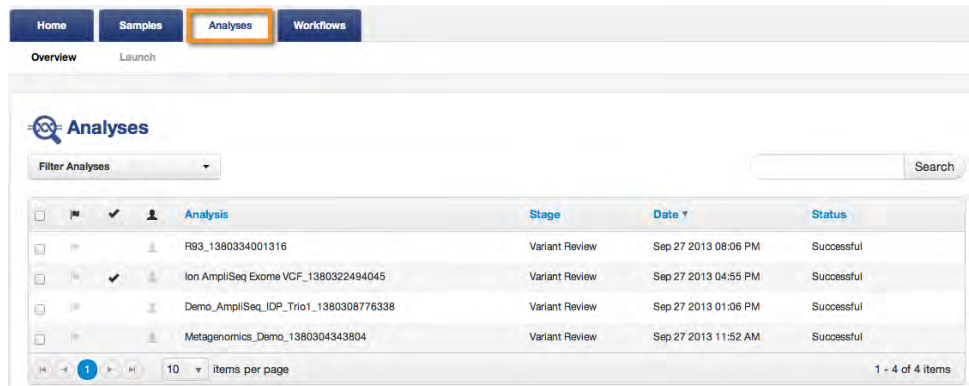 Home Samples Analyses Workflows
Overview Launch
Analyses
Filter Analyses Search
Analysis Stage Date Status
R93_1380334001316 Variant Review Sep 27 2013 08:06 PM Successful
Ion AmpliSeq Exome VCF_1380322494045 Variant Review Sep 27 2013 04:55 PM Successful
Demo_AmpliSeq_IDP_Trio1_1380308776338 Variant Review Sep 27 2013 01:06 PM Successful
Metagenomics_Demo_1380304343804 Variant Review Sep 27 2013 11:52 AM Successful
1 10 items per page 1 - 4 of 4 items